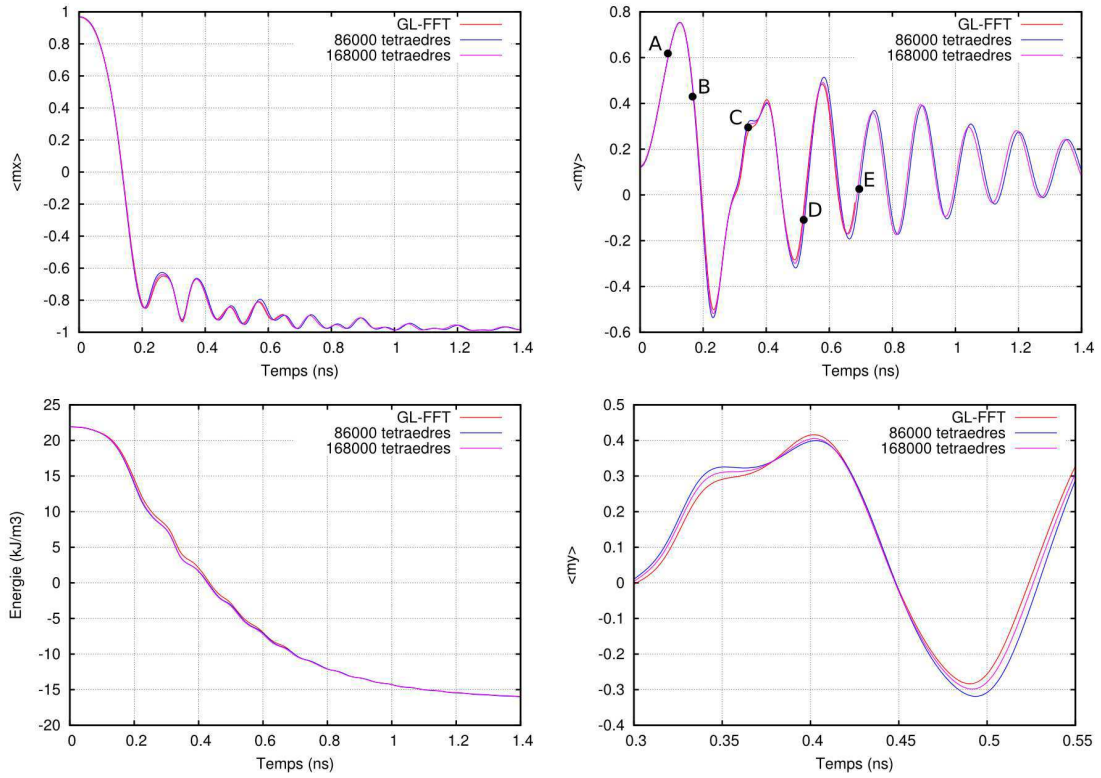 1
0.8
0.6
0.4
0.2
0
-0.2
-0.4
-0.6
-0.8
-1
<mx>
0 0.2 0.4 0.6 0.8 1 1.2 1.4
Temps (ns)
GL-FFT
86000 tetraedres
168000 tetraedres
0.8
0.6
0.4
0.2
0
-0.2
-0.4
-0.6
<my>
0 0.2 0.4 0.6 0.8 1 1.2 1.4
Temps (ns)
GL-FFT
86000 tetraedres
168000 tetraedres
A
B
C
D
E
25
20
15
10
5
0
-5
-10
-15
-20
Energie (kJ/m3)
0 0.2 0.4 0.6 0.8 1 1.2 1.4
Temps (ns)
GL-FFT
86000 tetraedres
168000 tetraedres
0.5
0.4
0.3
0.2
0.1
0
-0.1
-0.2
-0.3
-0.4
<my>
0.3 0.35 0.4 0.45 0.5 0.55
Temps (ns)
GL-FFT
86000 tetraedres
168000 tetraedres